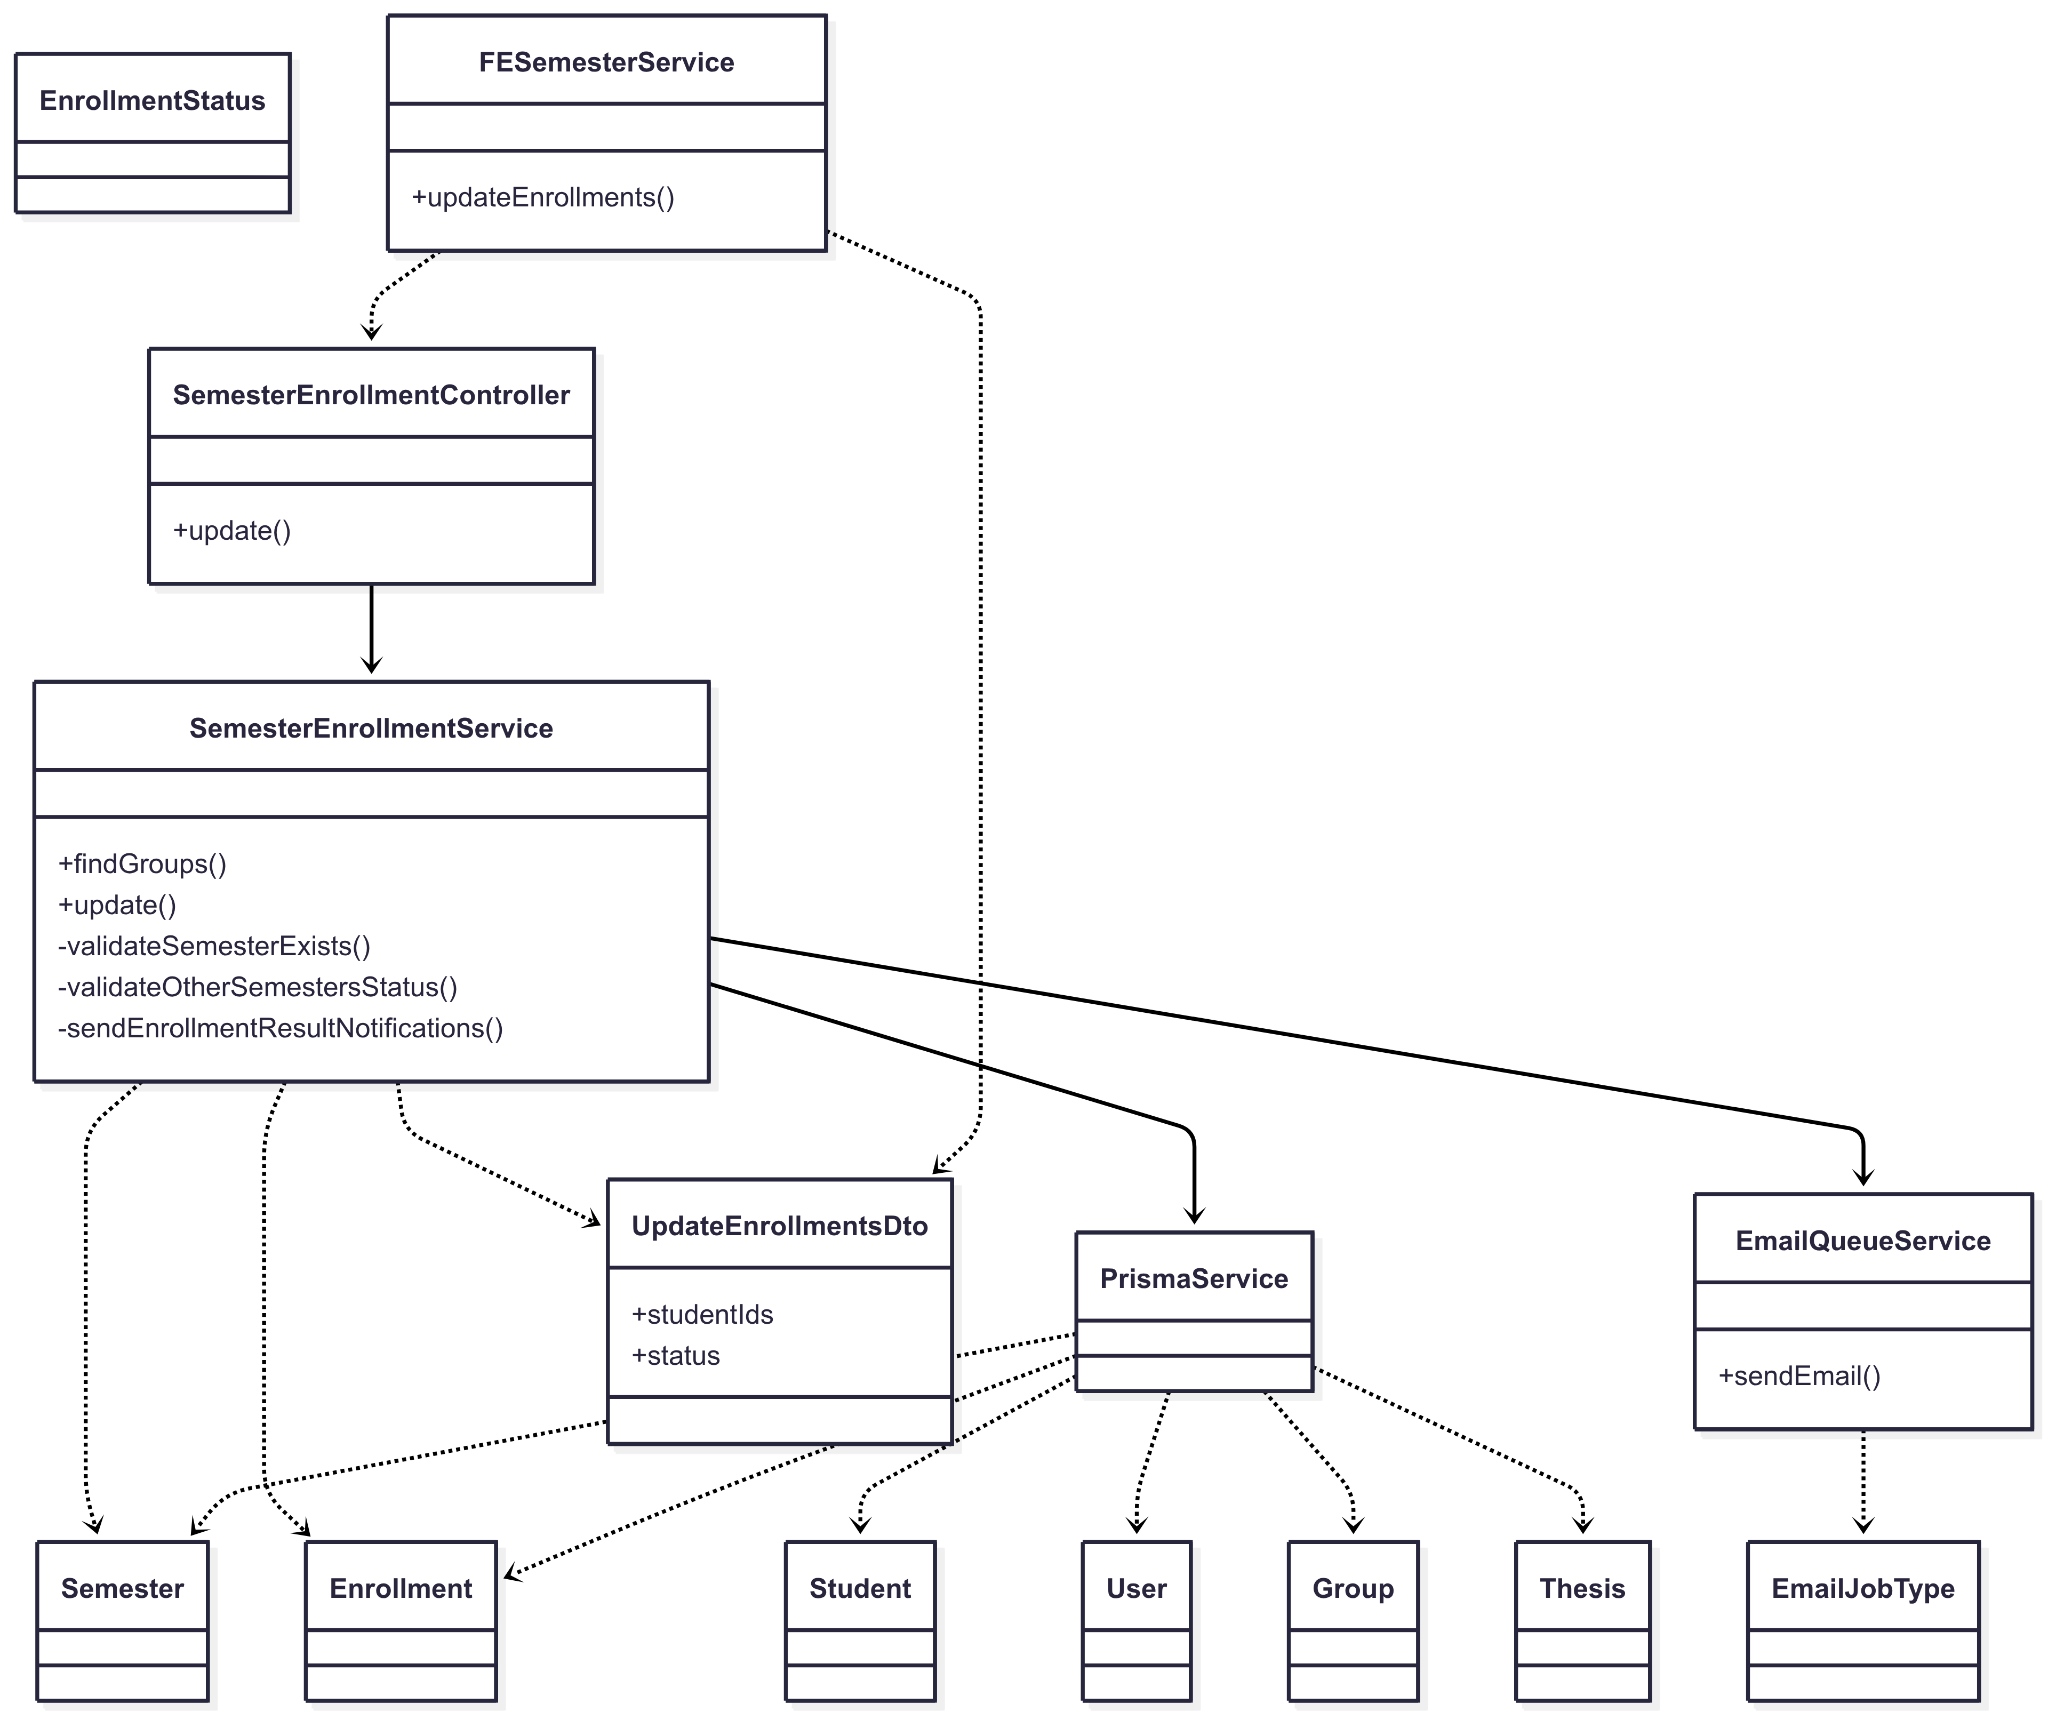 EnrollmentStatus
FESemesterService
+updateEnrollments()
SemesterEnrollmentController
+update()
SemesterEnrollmentService
+findGroups()
+update()
-validateSemesterExists()
-validateOtherSemestersStatus()
-sendEnrollmentResultNotifications()
UpdateEnrollmentsDto
+studentIds
+status
PrismaService
EmailQueueService
+sendEmail()
Semester
Enrollment
Student
User
Group
Thesis
EmailJobType